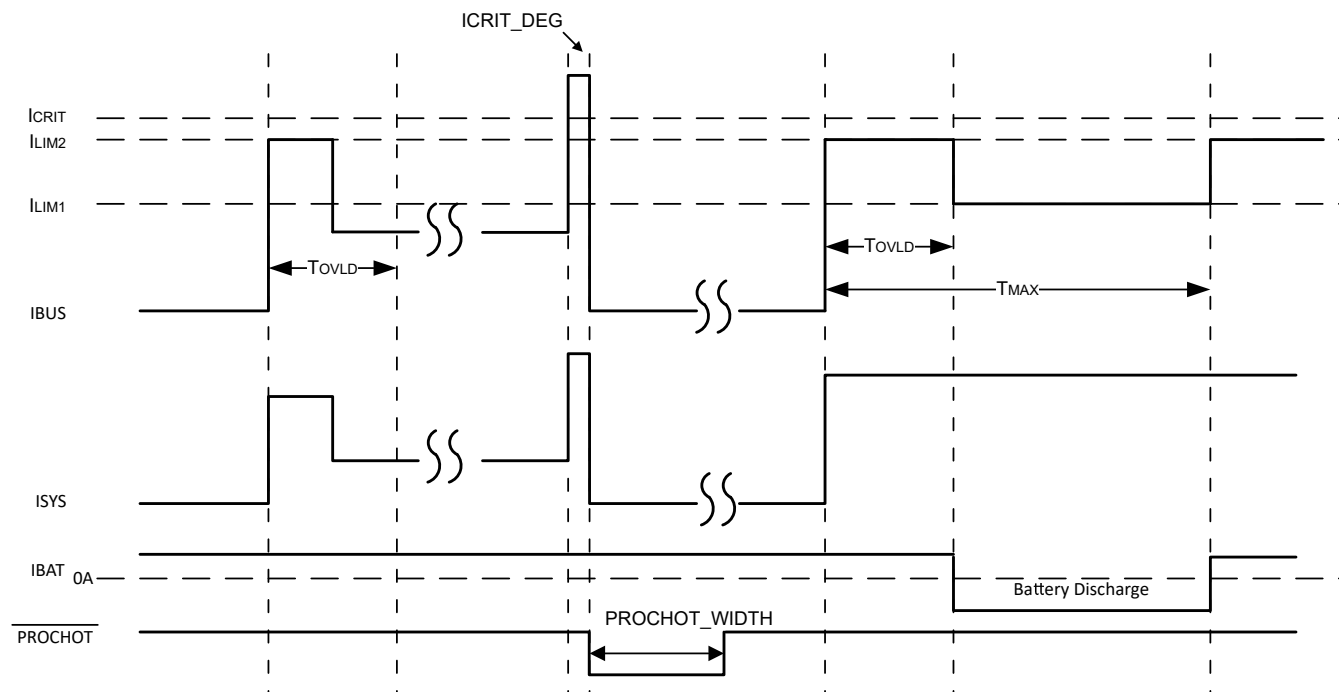 ICRIT_DEG
ICRIT
ILIM2
ILIM1
TOVLD
TOVLD
TMAX
IBUS
ISYS
IBAT 0A
Battery Discharge
PROCHOT
PROCHOT_WIDTH